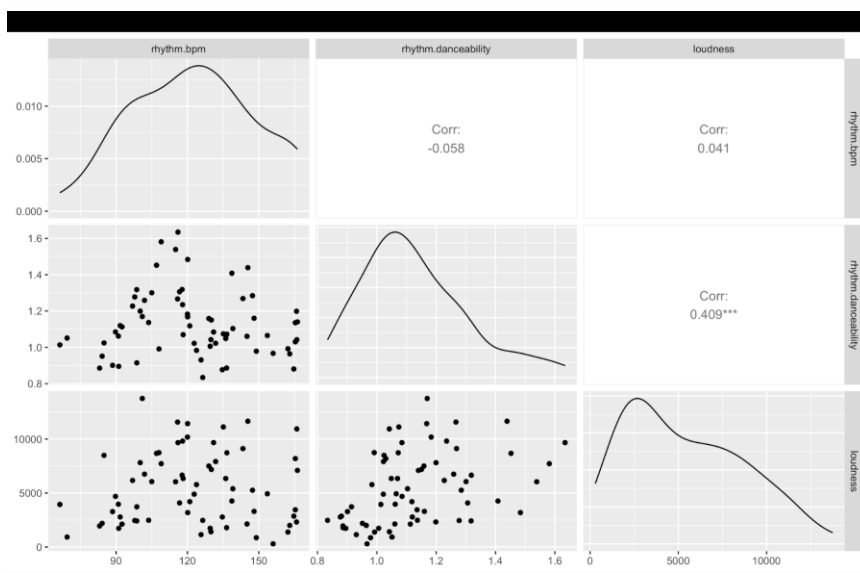 rhythm.bpm
rhythm.danceability
loudness
0.010
0.005
0.000
Corr:
-0.058
Corr:
0.041
rhythm.bpm
1.6
1.4
1.2
1.0
0.8
Corr:
0.409***
rhythm.danceability
10000
5000
0
loudness
90
120
150
0.8
1.0
1.2
1.4
1.6
0
5000
10000